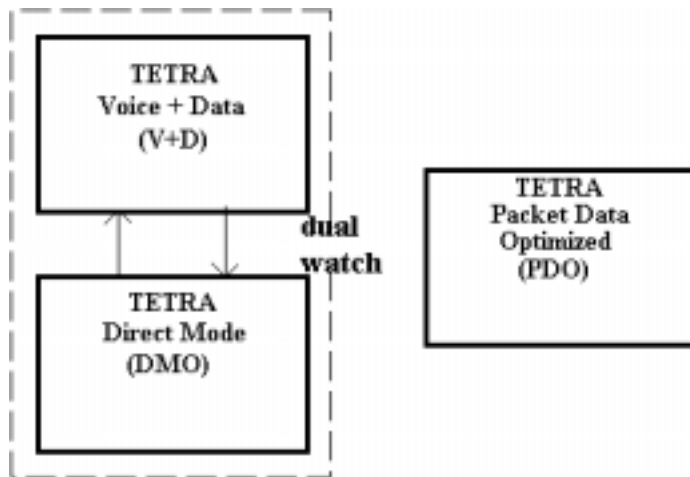 TETRA
Voice + Data
(V+D)
dual
watch
TETRA
Direct Mode
(DMO)
TETRA
Packet Data
Optimized
(PDO)